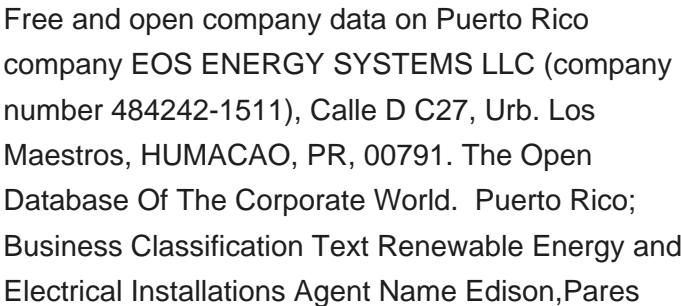 Free and open company data on Puerto Rico
company EOS ENERGY SYSTEMS LLC (company
number 484242-1511), Calle D C27, Urb. Los
Maestros, HUMACAO, PR, 00791. The Open
Database Of The Corporate World.  Puerto Rico;
Business Classification Text Renewable Energy and
Electrical Installations Agent Name Edison,Pares